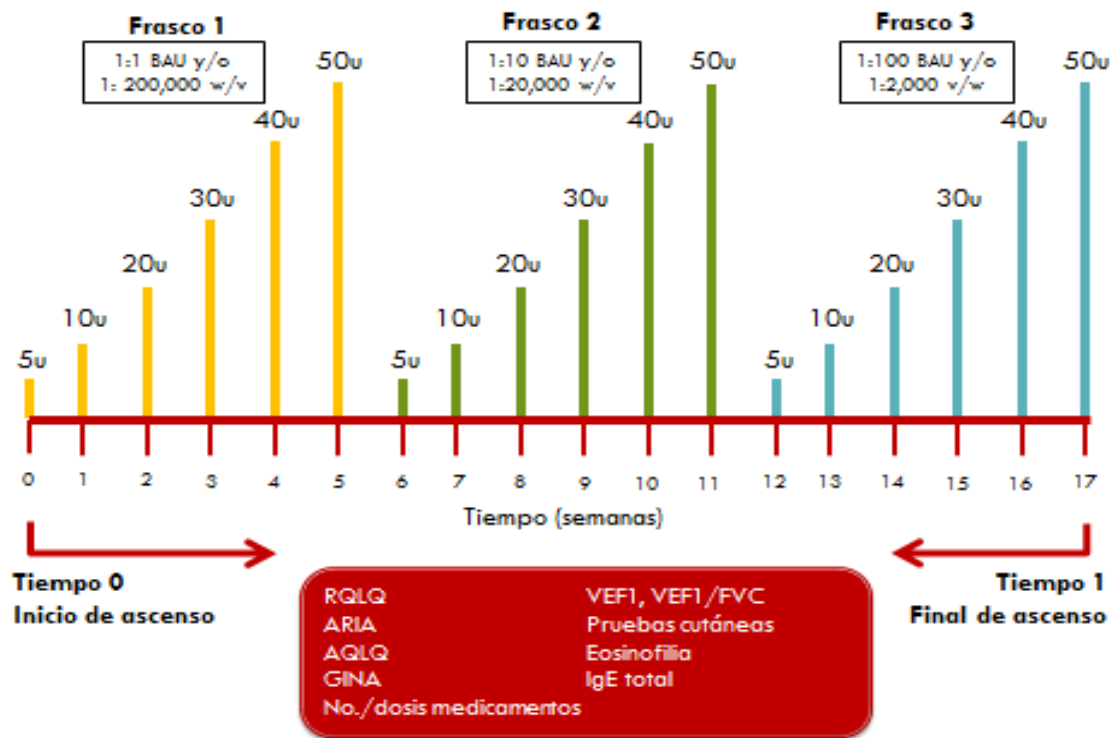 Frasco 1
1:1 BAU y/o
1: 200,000 w/v
Frasco 2
1:10 BAU y/o
1:20,000 w/v
Frasco 3
1:100 BAU y/o
1:2,000 v/w
5u
10u
20u
30u
40u
50u
5u
10u
20u
30u
40u
50u
5u
10u
20u
30u
40u
50u
0 1 2 3 4 5 6 7 8 9 10 11 12 13 14 15 16 17
Tiempo (semanas)
Tiempo 0
Inicio de ascenso
Tiempo 1
Final de ascenso
RQLQ
ARIA
AQLQ
GINA
No./dosis medicamentos
VEF1, VEF1/FVC
Pruebas cutáneas
Eosinofilia
IgE total